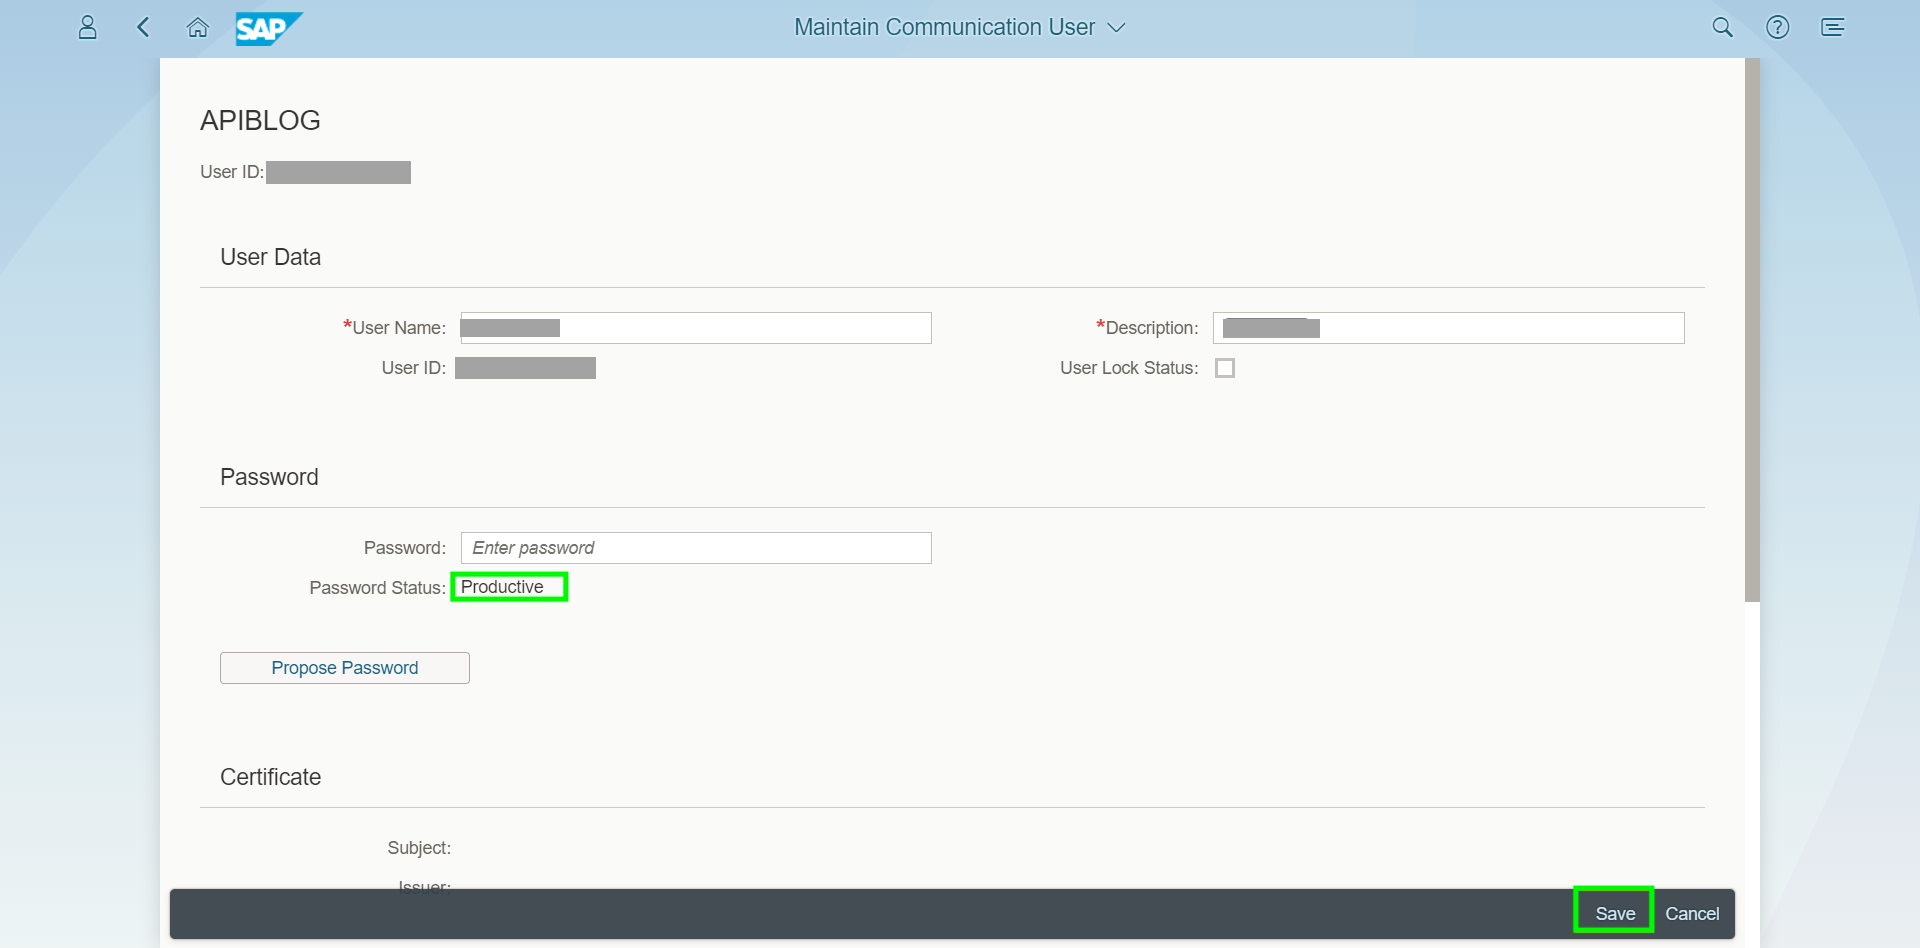 SAP
Maintain Communication User
APIBLOG
User ID:
User Data
*User Name:
*Description:
User ID:
User Lock Status:
Password
Password: Enter password
Password Status: Productive
Propose Password
Certificate
Subject:
Issuer:
Save Cancel